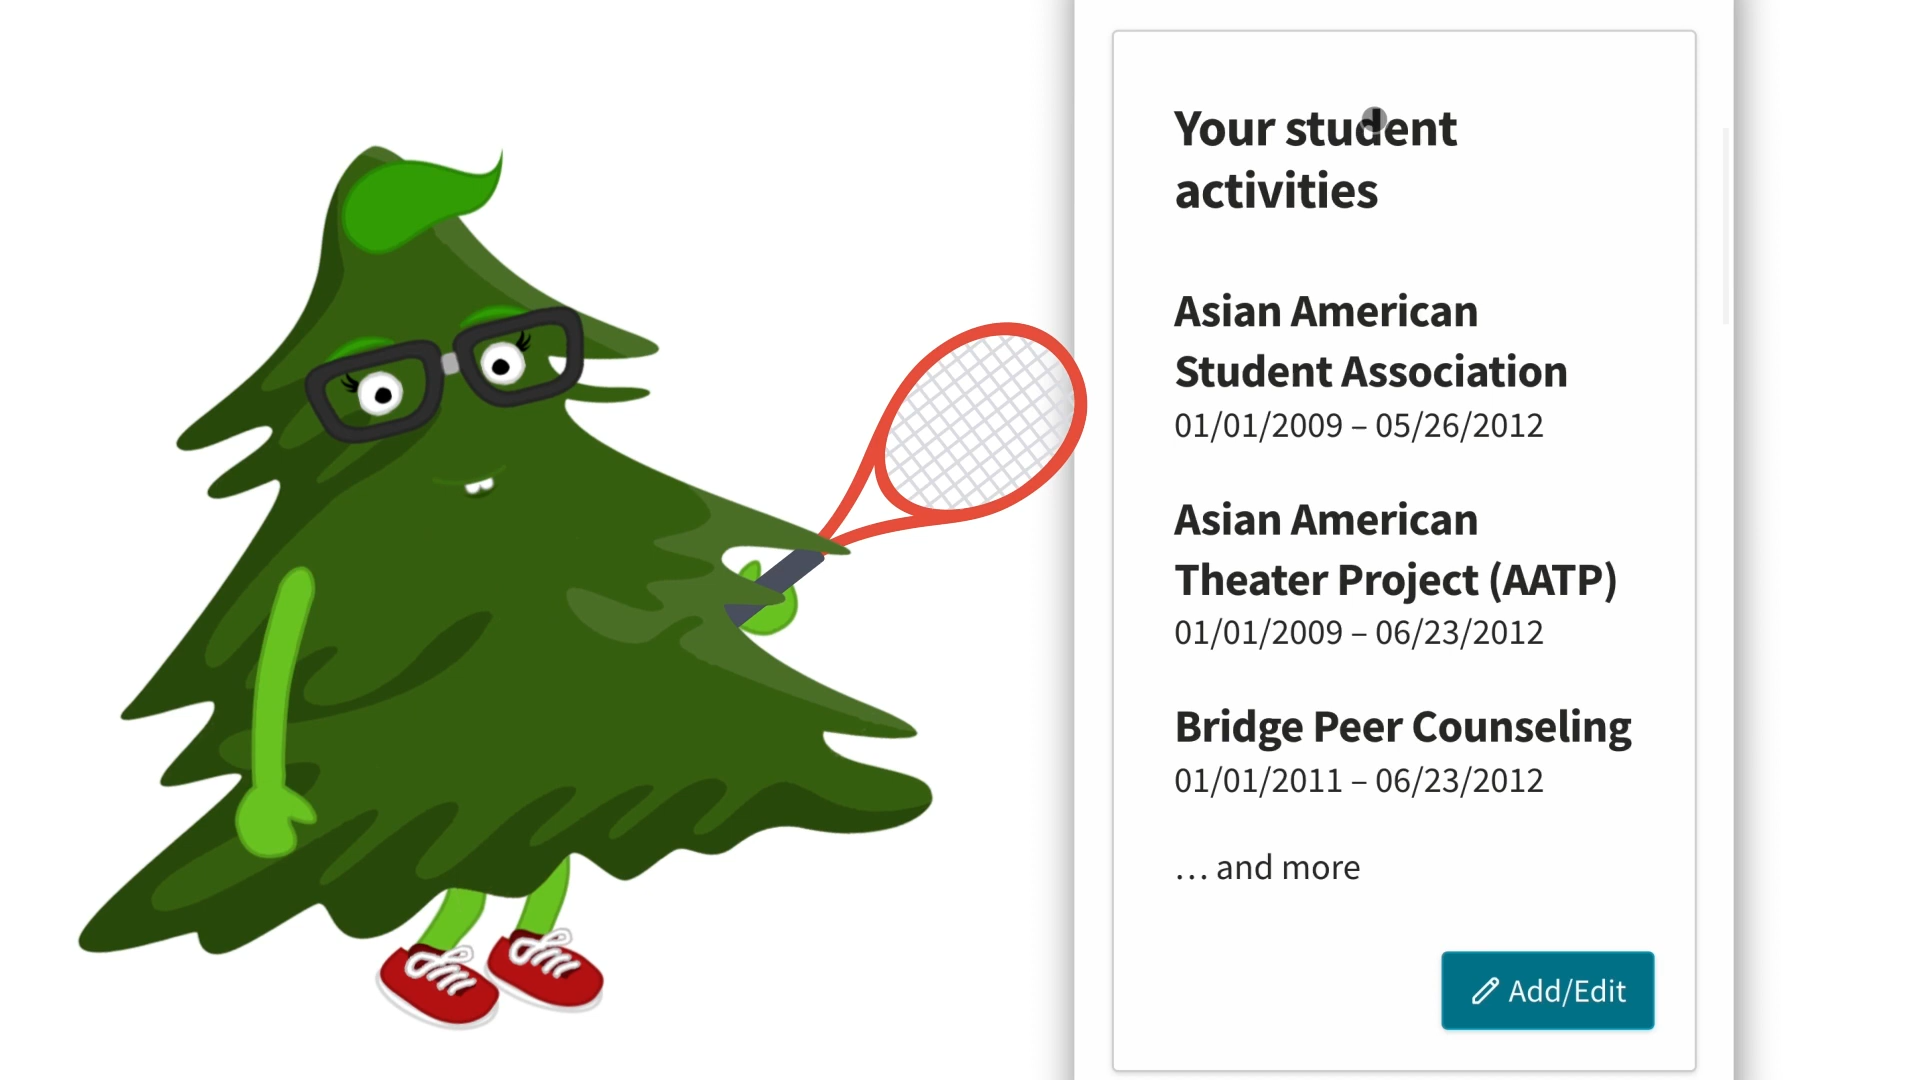 Your student
activities
Asian American
Student Association
01/01/2009 – 05/26/2012
Asian American
Theater Project (AATP)
01/01/2009 – 06/23/2012
Bridge Peer Counseling
01/01/2011 – 06/23/2012
… and more
Add/Edit